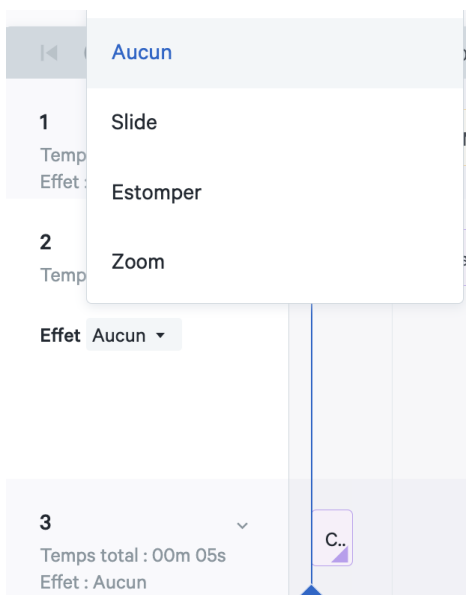 Aucun
1
Slide
Temp
Effet :
Estomper
2
Zoom
Temp
Effet Aucun
3
Temps total : 00m 05s
C..
Effet : Aucun